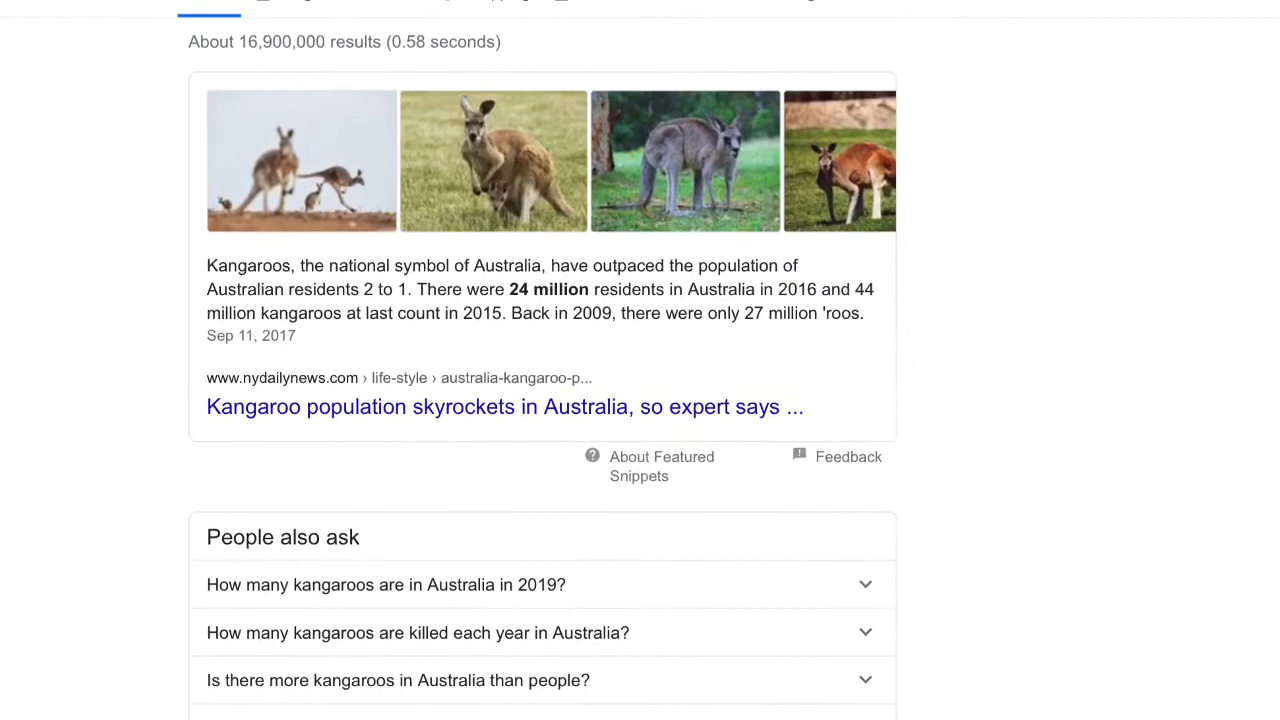 About 16,900,000 results (0.58 seconds)
Kangaroos, the national symbol of Australia, have outpaced the population of
Australian residents 2 to 1. There were 24 million residents in Australia in 2016 and 44
million kangaroos at last count in 2015. Back in 2009, there were only 27 million 'roos.
Sep 11, 2017
www.nydailynews.com › life-style › australia-kangaroo-p...
Kangaroo population skyrockets in Australia, so expert says ...
About Featured
Snippets
Feedback
People also ask
How many kangaroos are in Australia in 2019?
How many kangaroos are killed each year in Australia?
Is there more kangaroos in Australia than people?